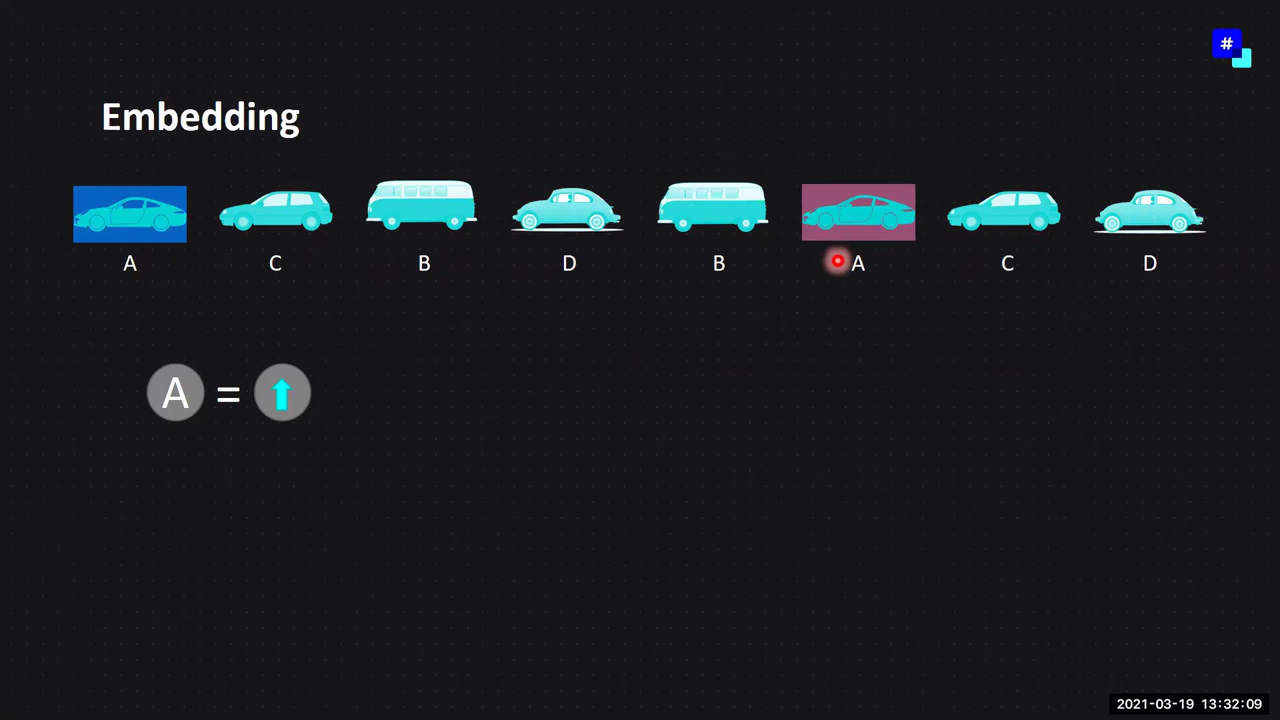 #
Embedding
A C B D B A C D
A =
2021-03-19 13:32:09